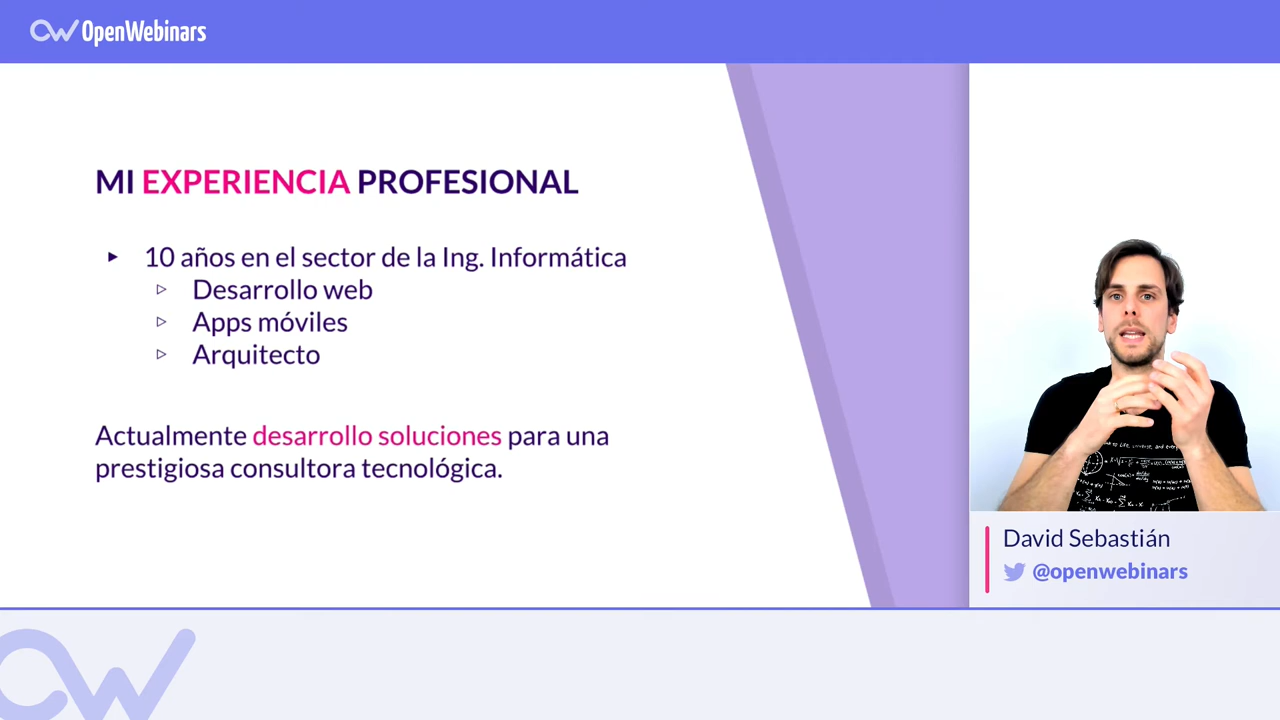 OpenWebinars
MI EXPERIENCIA PROFESIONAL
10 años en el sector de la Ing. Informática
Desarrollo web
Apps móviles
Arquitecto
Actualmente desarrollo soluciones para una
prestigiosa consultora tecnológica.
David Sebastián
@openwebinars